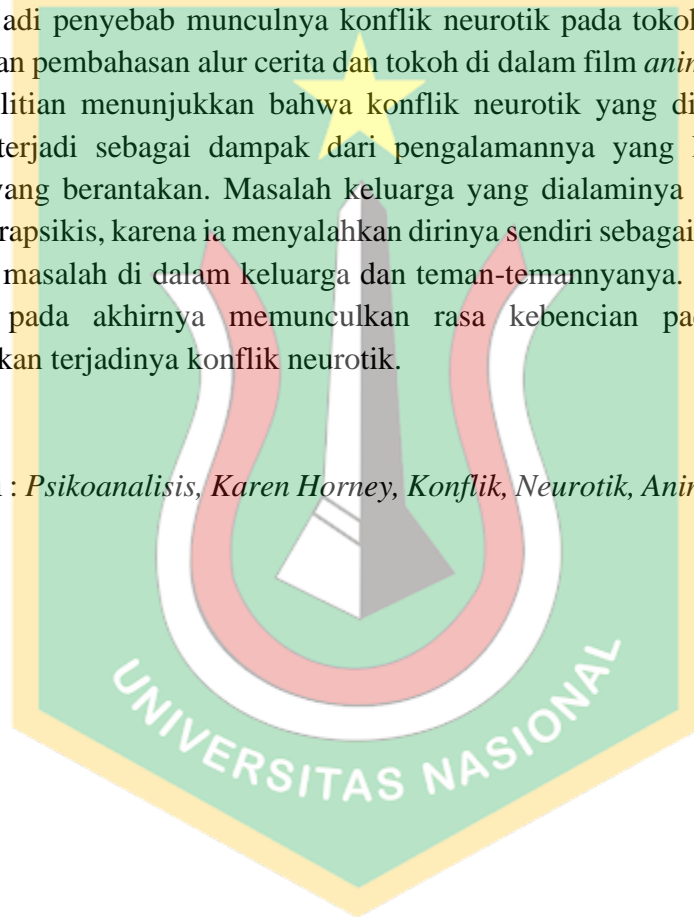 adi penyebab munculnya konflik neurotik pada tokoh
an pembahasan alur cerita dan tokoh di dalam film anim
litian menunjukkan bahwa konflik neurotik yang di
terjadi sebagai dampak dari pengalamannya yang
yang berantakan. Masalah keluarga yang dialaminya
rapsikis, karena ia menyalahkan dirinya sendiri sebagai
masalah di dalam keluarga dan teman-temannyanya.
pada akhirnya memunculkan rasa kebencian pa
kan terjadinya konflik neurotik.
: Psikoanalisis, Karen Horney, Konflik, Neurotik, Anim
UNIVERSITAS NASIONAL